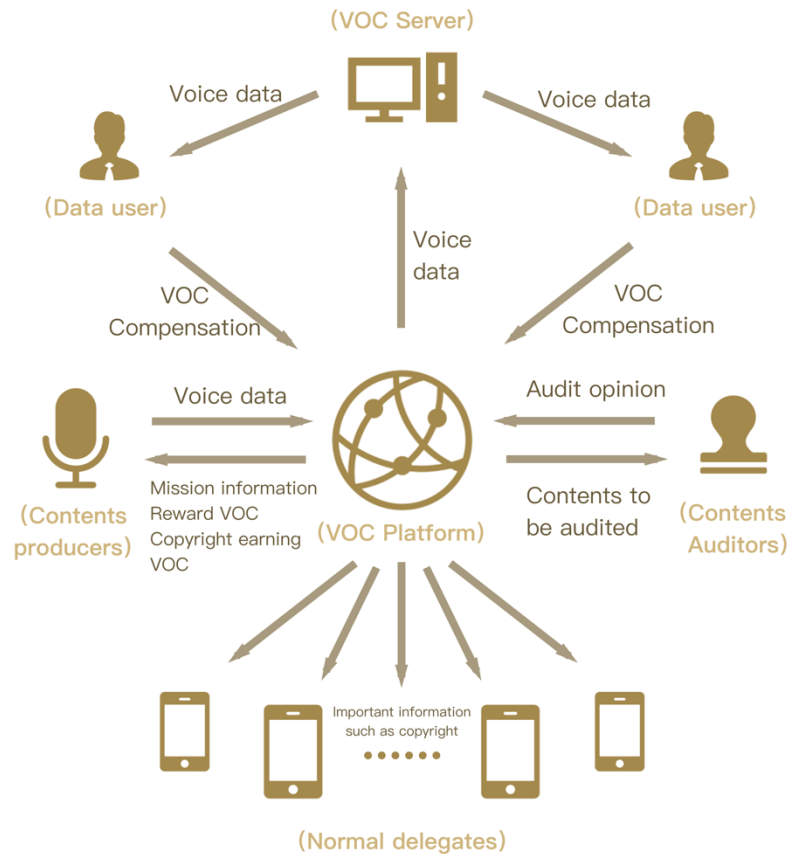 (VOC Server)
Voice data
Voice data
(Data user)
(Data user)
Voice
data
VOC
Compensation
VOC
Compensation
Voice data
Audit opinion
(Contents
producers)
Mission information
Reward VOC
Copyright earning
VOC
(VOC Platform)
Contents to
be audited
(Contents
Auditors)
Important information
such as copyright
(Normal delegates)